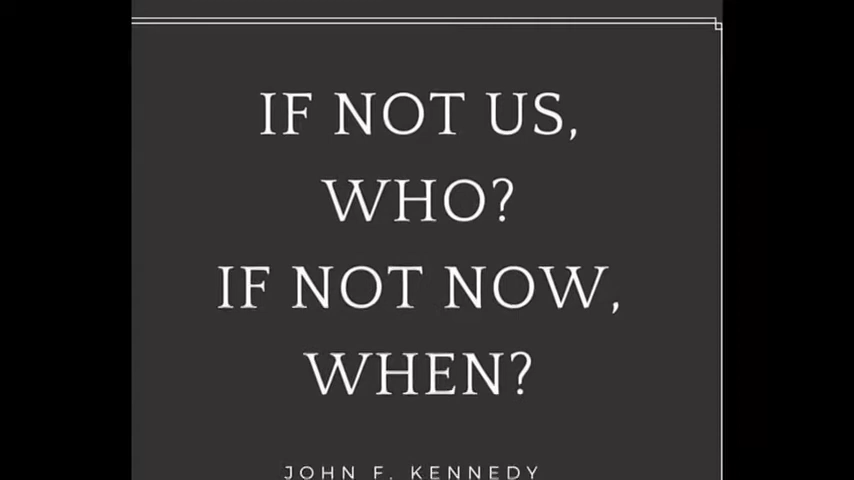 IF NOT US,
WHO?
IF NOT NOW,
WHEN?
JOHN F. KENNEDY